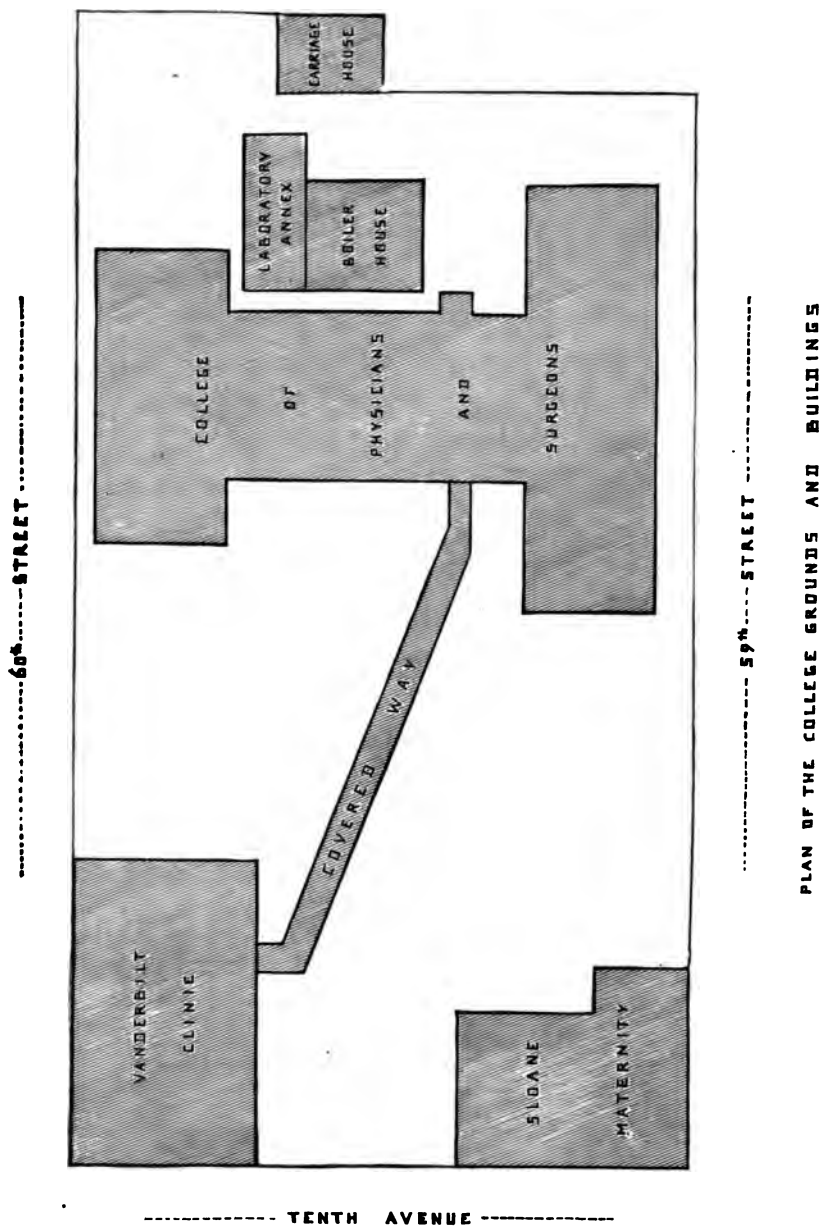 CARRIAGE
HOUSE
LABORATORY
ANNEX
BOILER
HOUSE
COLLEGE
OF
PHYSICIANS
AND
SURGEONS
60th STREET
59th STREET
COVERED WAY
VANDERBILT
CLINIC
SLOANE
MATERNITY
TENTH AVENUE
PLAN OF THE COLLEGE GROUNDS AND BUILDINGS